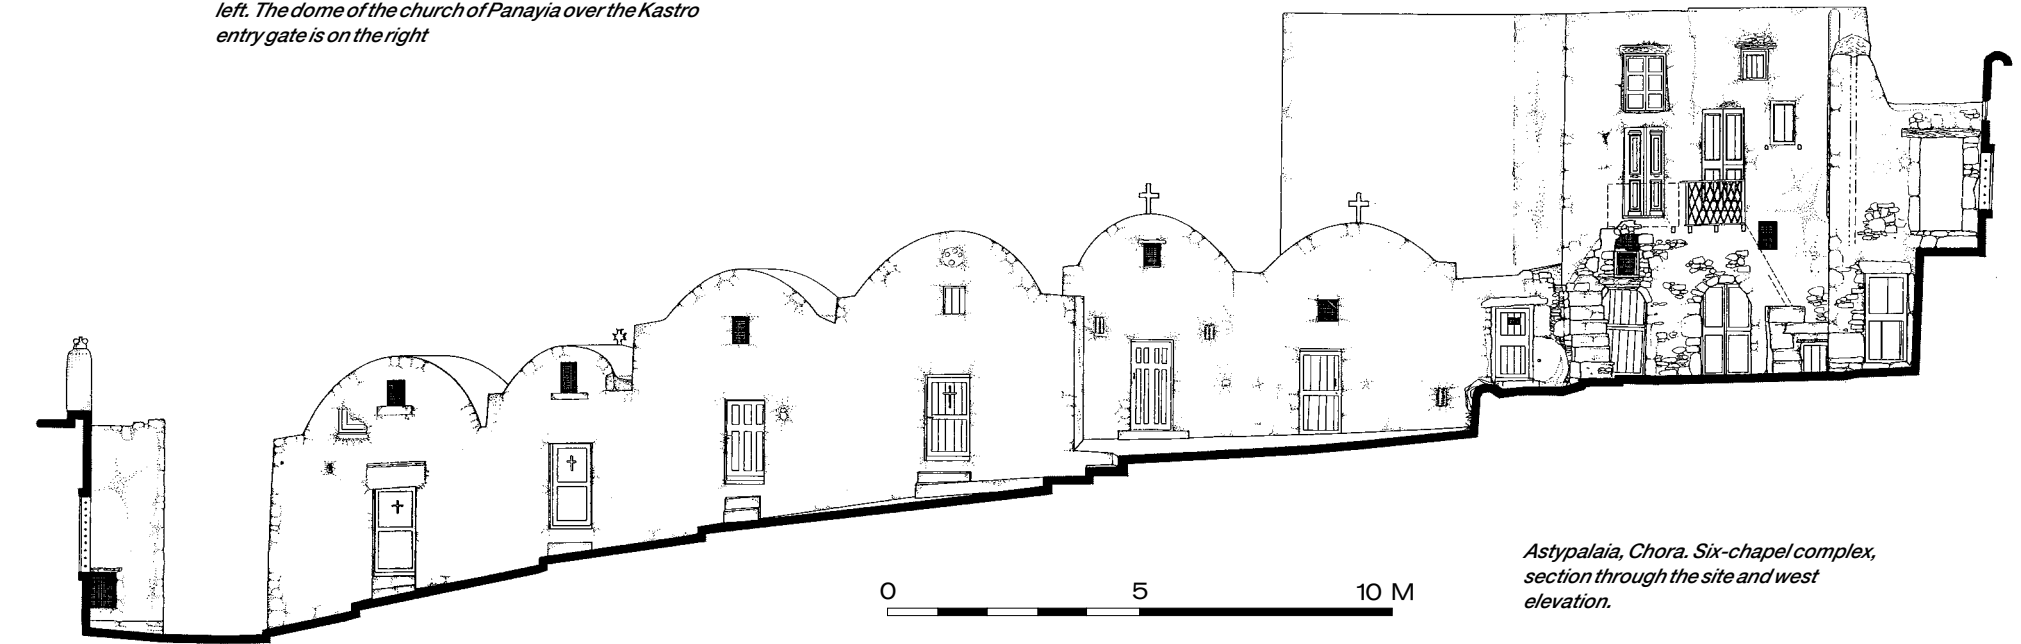 left. The dome of the church of Panayia over the Kastro
entry gate is on the right
0 5 10 M
Astypalaia, Chora. Six-chapel complex,
section through the site and west
elevation.